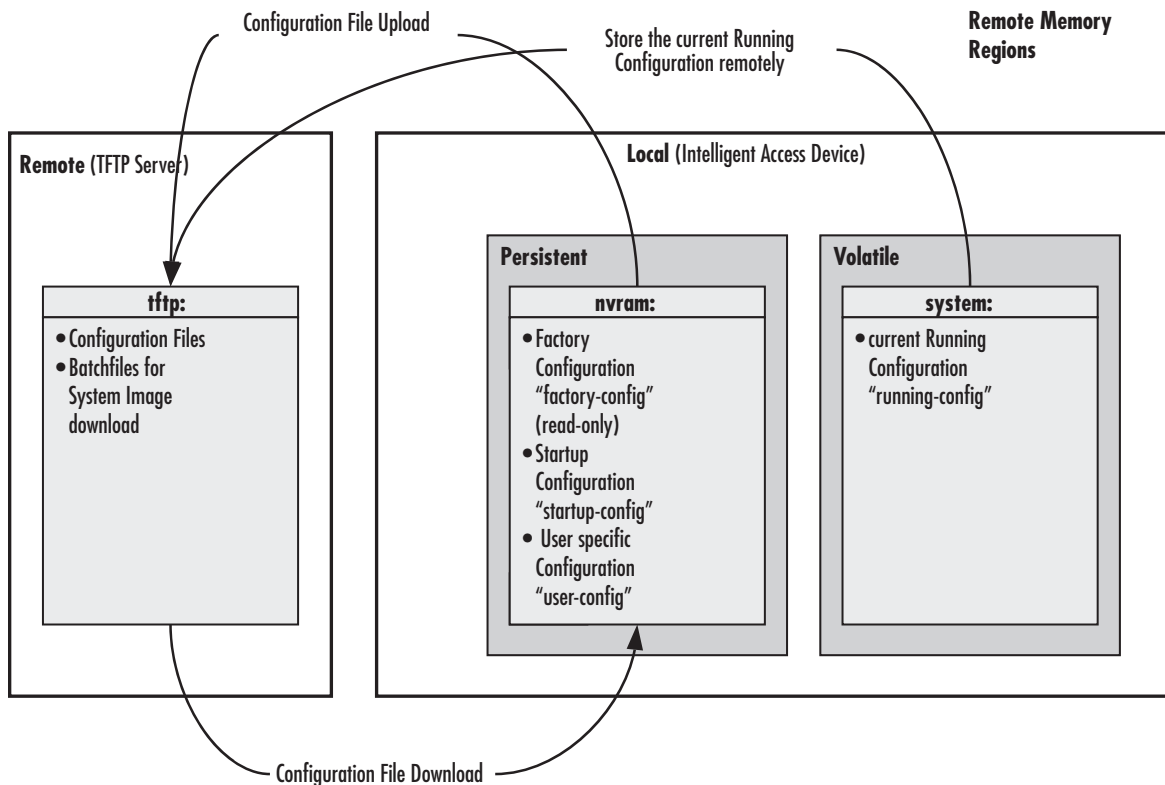 Configuration File Upload
Store the current Running
Configuration remotely
Remote Memory
Regions
Remote (TFTP Server)
Local (Intelligent Access Device)
Persistent
Volatile
tftp:
• Configuration Files
• Batchfiles for
System Image
download
nvram:
• Factory
Configuration
“factory-config”
(read-only)
• Startup
Configuration
“startup-config”
• User specific
Configuration
“user-config”
system:
• current Running
Configuration
“running-config”
Configuration File Download